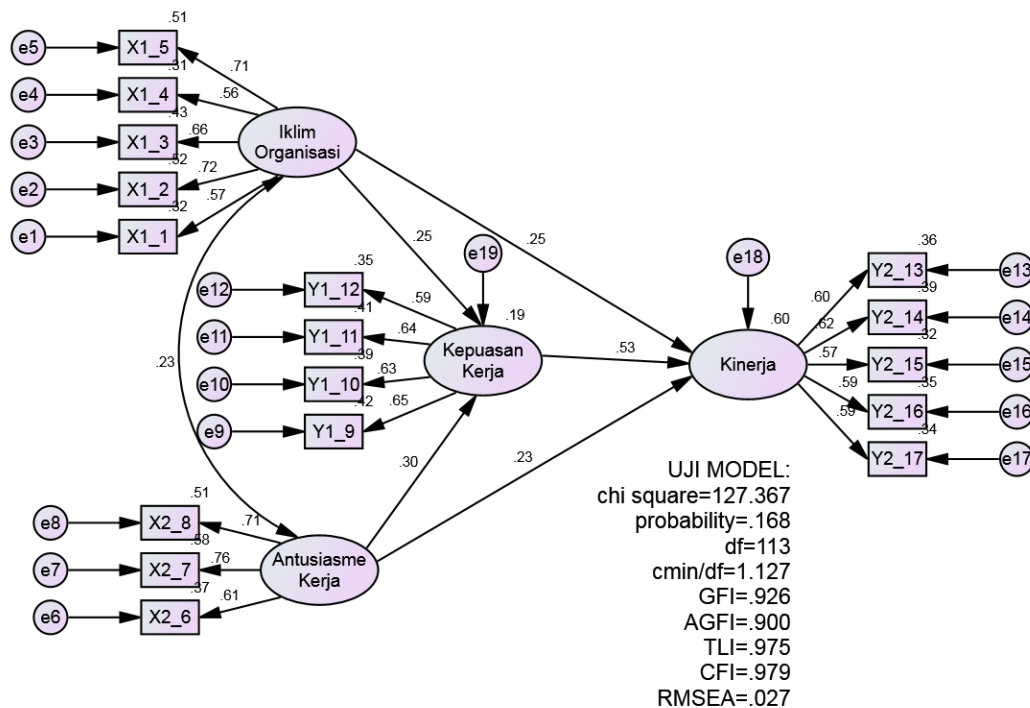 .51
e5
X1_5
.71
.31
e4
X1_4
.56
.43
e3
X1_3
.66
Iklim
Organisasi
.52
e2
X1_2
.72
.32
e1
X1_1
.57
.25
.25
e19
e18
.36
Y2_13
e13
.35
e12
Y1_12
.59
.60
.39
Y2_14
e14
.41
e11
Y1_11
.64
.19
.60
.62
.32
Y2_15
e15
.23
.39
e10
Y1_10
.63
Kepuasan
Kerja
.53
Kinerja
.57
.35
Y2_16
e16
.42
e9
Y1_9
.65
.59
.34
Y2_17
e17
.59
.30
.23
.51
e8
X2_8
.71
.58
e7
X2_7
.76
Antusiasme
Kerja
.37
e6
X2_6
.61
UJI MODEL:
chi square=127.367
probability=.168
df=113
cmin/df=1.127
GFI=.926
AGFI=.900
TLI=.975
CFI=.979
RMSEA=.027